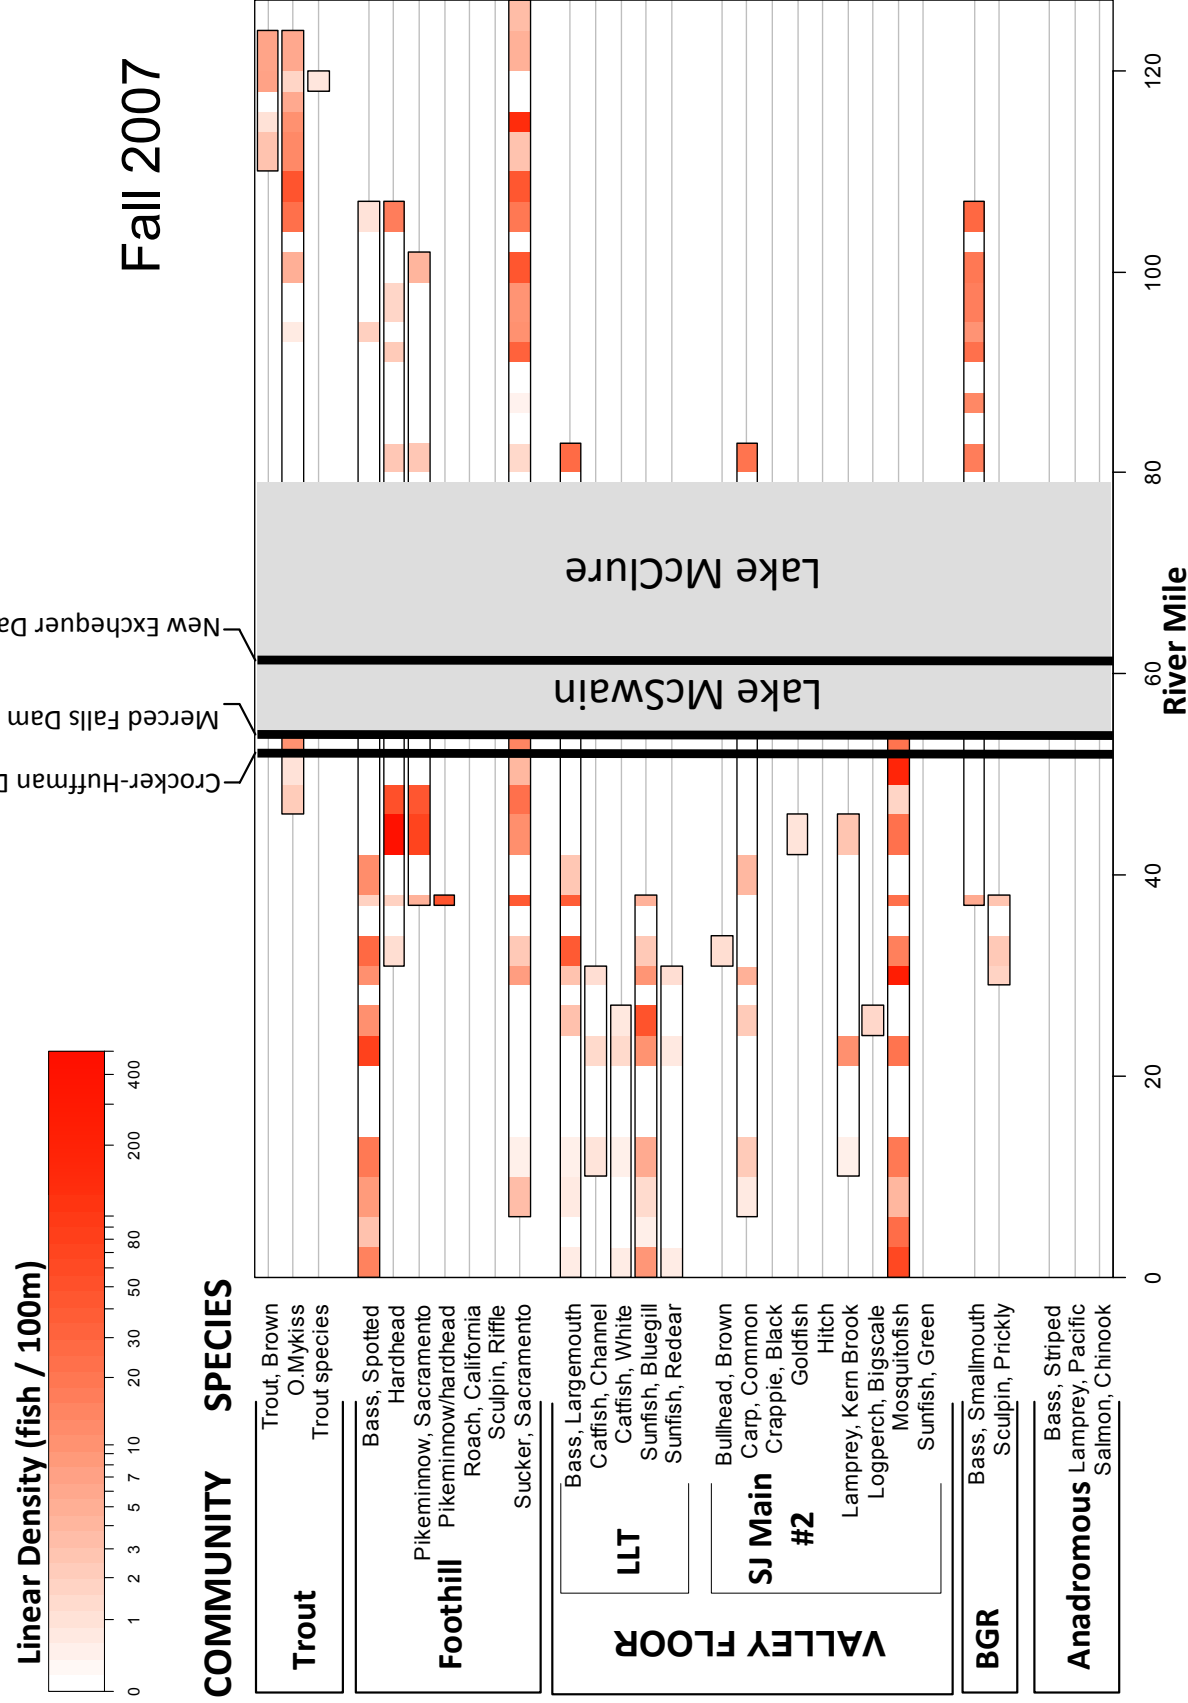 Fall 2007
Linear Density (fish / 100m)
0 1 2 3 5 7 10 20 30 50 80 200 400
COMMUNITY SPECIES
Trout
Trout, Brown
O.Mykiss
Trout species
Foothill
Bass, Spotted
Hardhead
Pikeminnow, Sacramento
Pikeminnow/hardhead
Roach, California
Sculpin, Riffle
Sucker, Sacramento
VALLEY FLOOR
LLT
Bass, Largemouth
Catfish, Channel
Catfish, White
Sunfish, Bluegill
Sunfish, Redear
SJ Main
#2
Bullhead, Brown
Carp, Common
Crappie, Black
Goldfish
Hitch
Lamprey, Kern Brook
Logperch, Bigscale
Mosquitofish
Sunfish, Green
BGR
Bass, Smallmouth
Sculpin, Prickly
Anadromous
Bass, Striped
Lamprey, Pacific
Salmon, Chinook
Crocker-Huffman D
Merced Falls Dam
New Exchequer Da
Lake McSwain
Lake McClure
0 20 40 60 80 100 120
River Mile